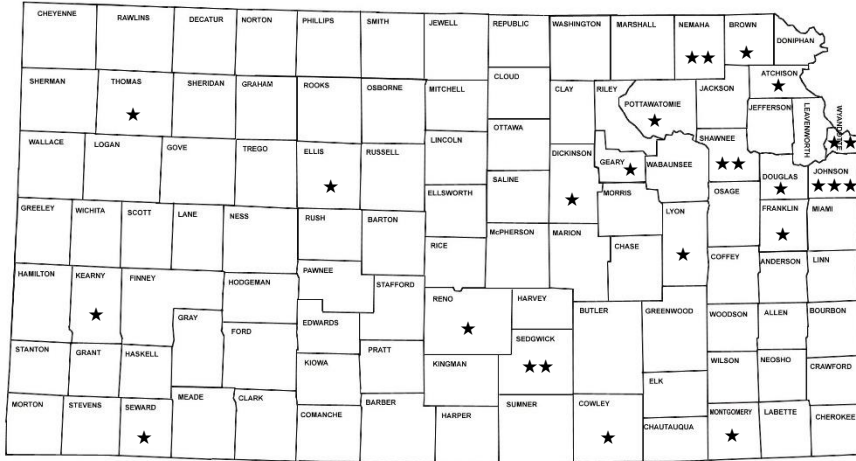 CHEYENNE RAWLINS DECATUR NORTON PHILLIPS SMITH JEWELL REPUBLIC WASHINGTON MARSHALL NEMAHA BROWN DONIPHAN
SHERMAN THOMAS SHERIDAN GRAHAM ROOKS OSBORNE MITCHELL CLOUD CLAY RILEY POTTAWATOMIE JACKSON ATCHISON
JEFFERSON LEAVENWORTH WYANDOTTE
WALLACE LOGAN GOVE TREGO ELLIS RUSSELL LINCOLN OTTAWA DICKINSON GEARY WABAUNSEE SHAWNEE DOUGLAS JOHNSON
ELLSWORTH SALINE MORRIS OSAGE
GREELEY WICHITA SCOTT LANE NESS RUSH BARTON RICE McPHERSON MARION CHASE LYON FRANKLIN MIAMI
HAMILTON KEARNY FINNEY HODGEMAN PAWNEE STAFFORD RENO HARVEY COFFEY ANDERSON LINN
GRAY FORD EDWARDS SEDGWICK BUTLER GREENWOOD WOODSON ALLEN BOURBON
STANTON GRANT HASKELL KIOWA PRATT KINGMAN ELK WILSON NEOSHO CRAWFORD
MORTON STEVENS SEWARD MEADE CLARK COMANCHE BARBER HARPER SUMNER COWLEY CHAUTAUQUA MONTGOMERY LABETTE CHEROKEE